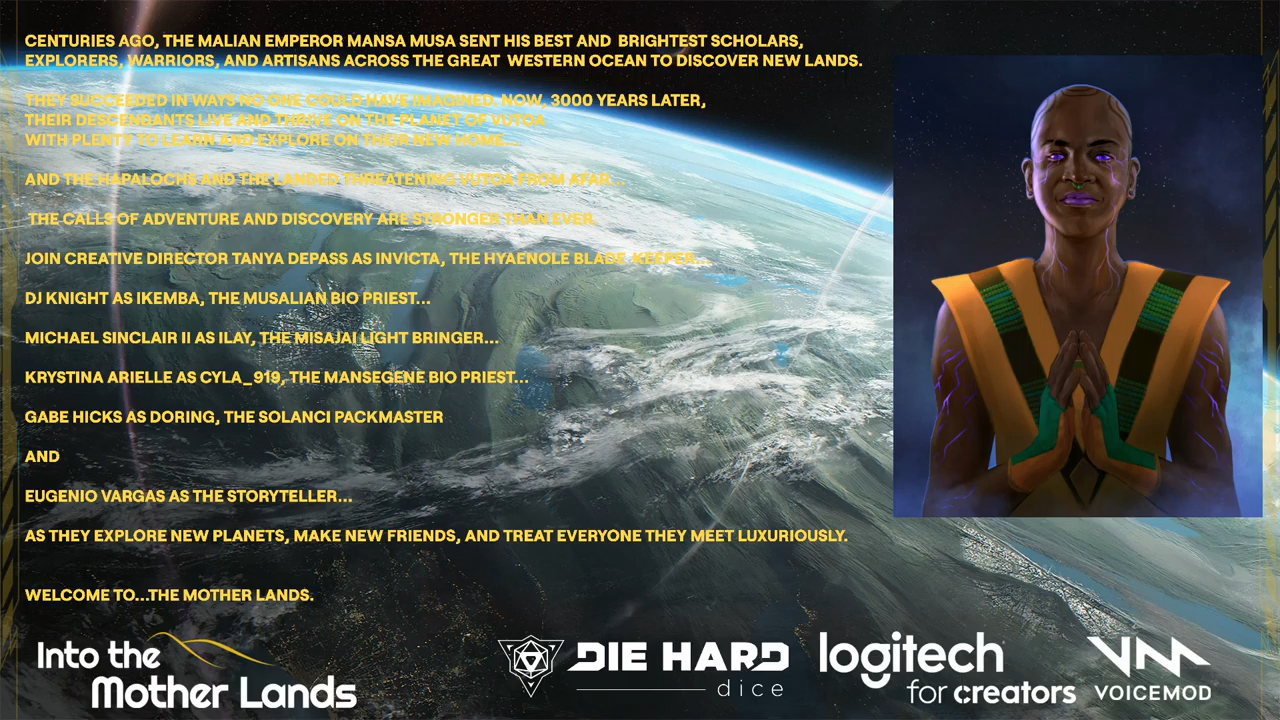 CENTURIES AGO, THE MALIAN EMPEROR MANSA MUSA SENT HIS BEST AND BRIGHTEST SCHOLARS,
EXPLORERS, WARRIORS, AND ARTISANS ACROSS THE GREAT WESTERN OCEAN TO DISCOVER NEW LANDS.
THEY SUCCEEDED IN WAYS NO ONE COULD HAVE IMAGINED. NOW, 3000 YEARS LATER,
THEIR DESCENDANTS LIVE AND THRIVE ON THE PLANET OF VUTOA
WITH PLENTY TO LEARN AND EXPLORE ON THEIR NEW HOME...
AND THE HAPALOCHS AND THE LANDED THREATENING VUTOA FROM AFAR...
THE CALLS OF ADVENTURE AND DISCOVERY ARE STRONGER THAN EVER.
JOIN CREATIVE DIRECTOR TANYA DEPASS AS INVICTA, THE HYAENOLE BLADE KEEPER...
DJ KNIGHT AS IKEMBA, THE MUSALIAN BIO PRIEST...
MICHAEL SINCLAIR II AS ILAY, THE MISAJAI LIGHT BRINGER...
KRYSTINA ARIELLE AS CYLA_919, THE MANSEGENE BIO PRIEST...
GABE HICKS AS DORING, THE SOLANCI PACKMASTER
AND
EUGENIO VARGAS AS THE STORYTELLER...
AS THEY EXPLORE NEW PLANETS, MAKE NEW FRIENDS, AND TREAT EVERYONE THEY MEET LUXURIOUSLY.
WELCOME TO...THE MOTHER LANDS.
Into the
Mother Lands
DIE HARD
dice
logitech
for creators
VM
VOICEMOD